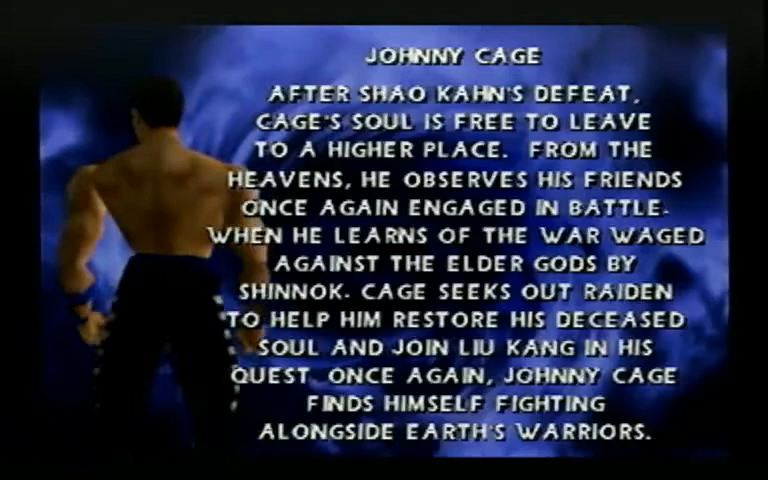 JOHNNY CAGE
AFTER SHAO KAHN'S DEFEAT,
CAGE'S SOUL IS FREE TO LEAVE
TO A HIGHER PLACE. FROM THE
HEAVENS, HE OBSERVES HIS FRIENDS
ONCE AGAIN ENGAGED IN BATTLE.
WHEN HE LEARNS OF THE WAR WAGED
AGAINST THE ELDER GODS BY
SHINNOK. CAGE SEEKS OUT RAIDEN
TO HELP HIM RESTORE HIS DECEASED
SOUL AND JOIN LIU KANG IN HIS
QUEST. ONCE AGAIN, JOHNNY CAGE
FINDS HIMSELF FIGHTING
ALONGSIDE EARTH'S WARRIORS.